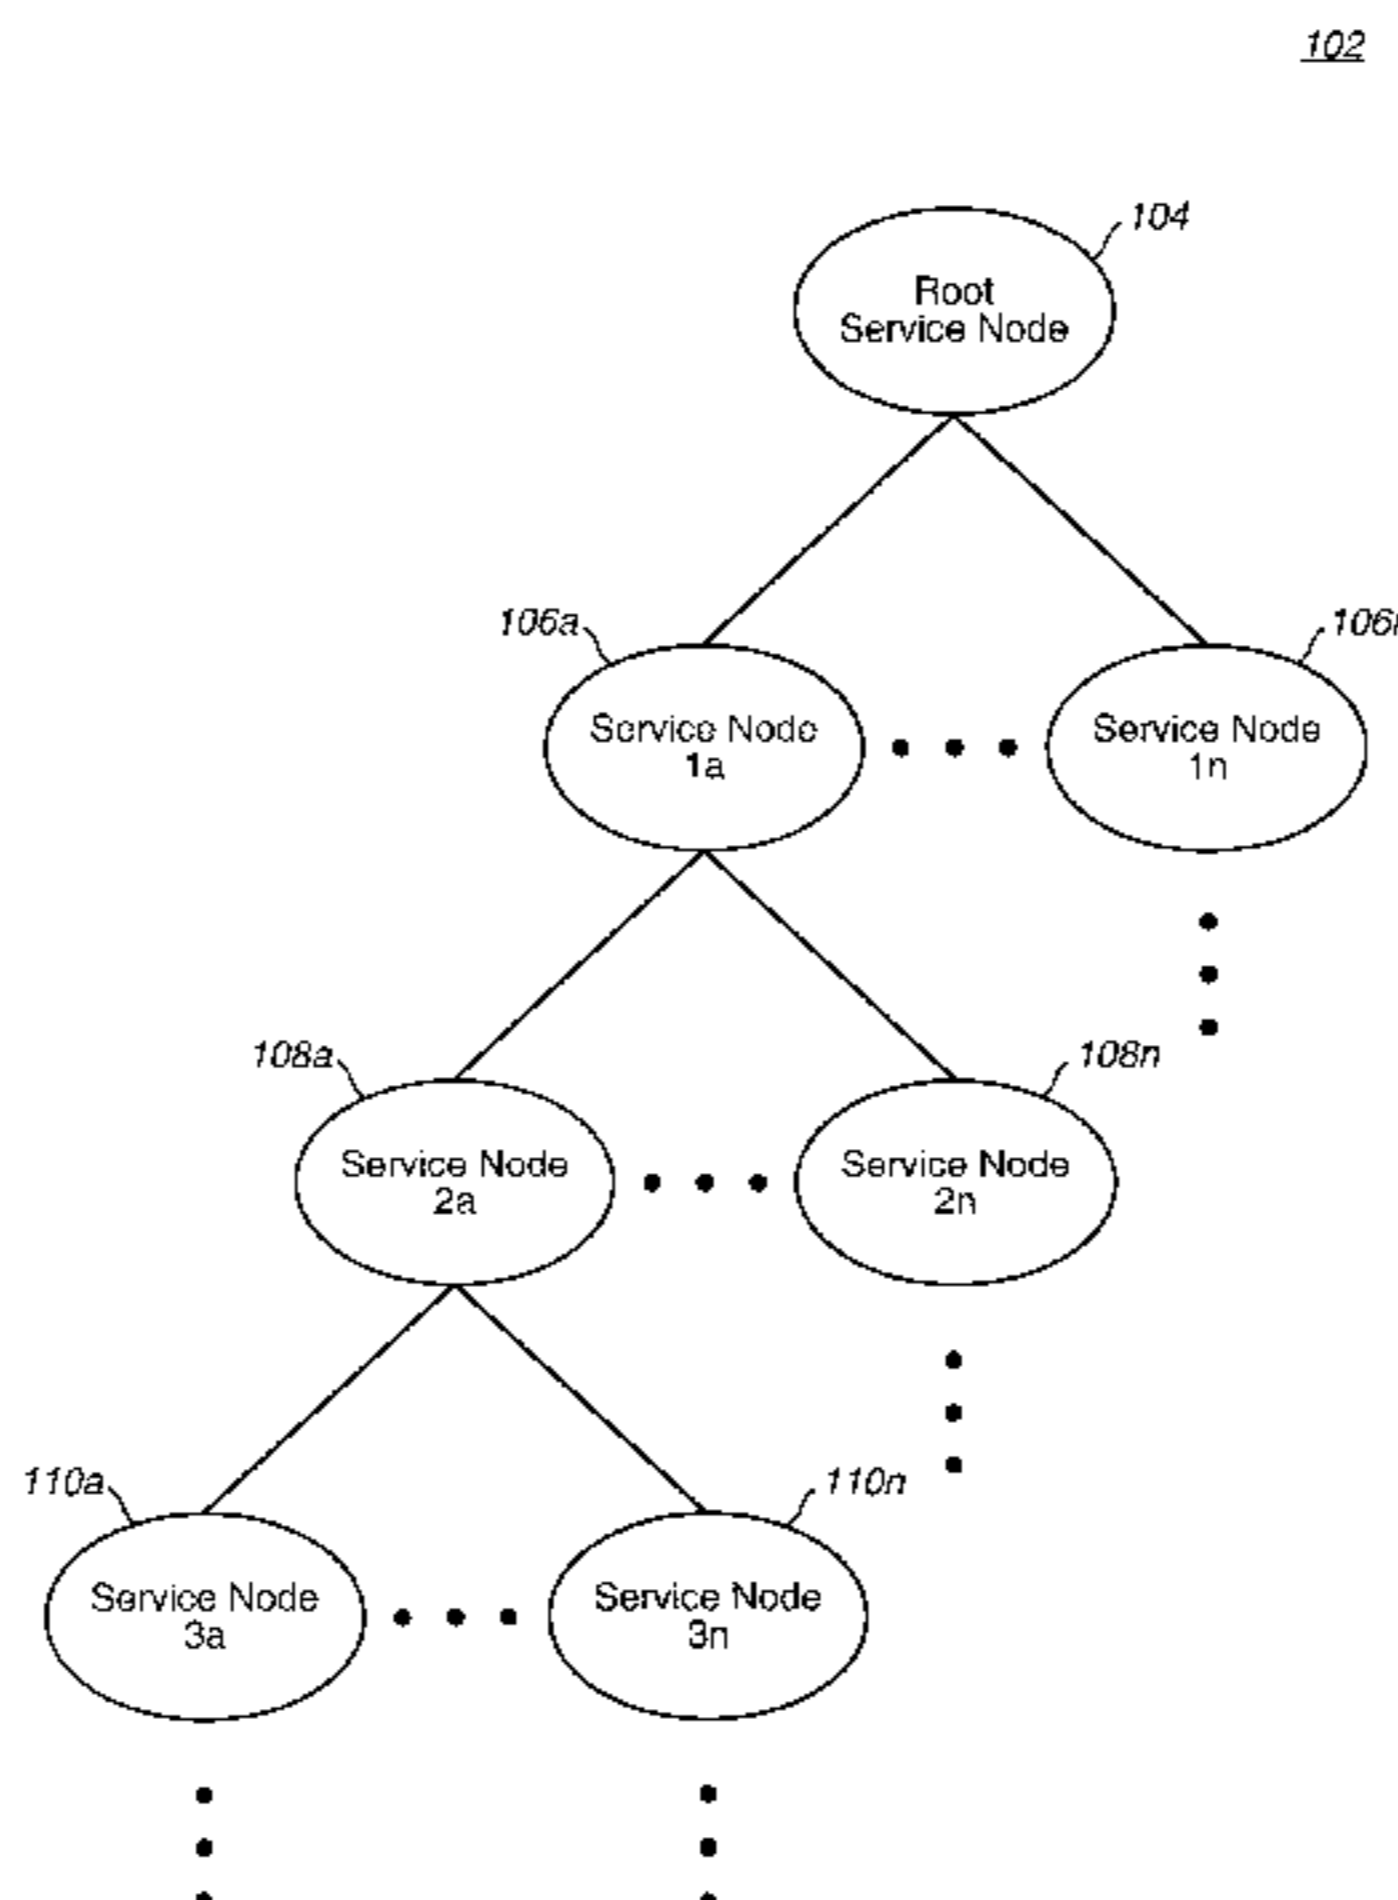 102
104
Root
Service Node
106a
Service Node
1a
Service Node
1n
108a
108n
Service Node
2a
Service Node
2n
110a
110n
Service Node
3a
Service Node
3n